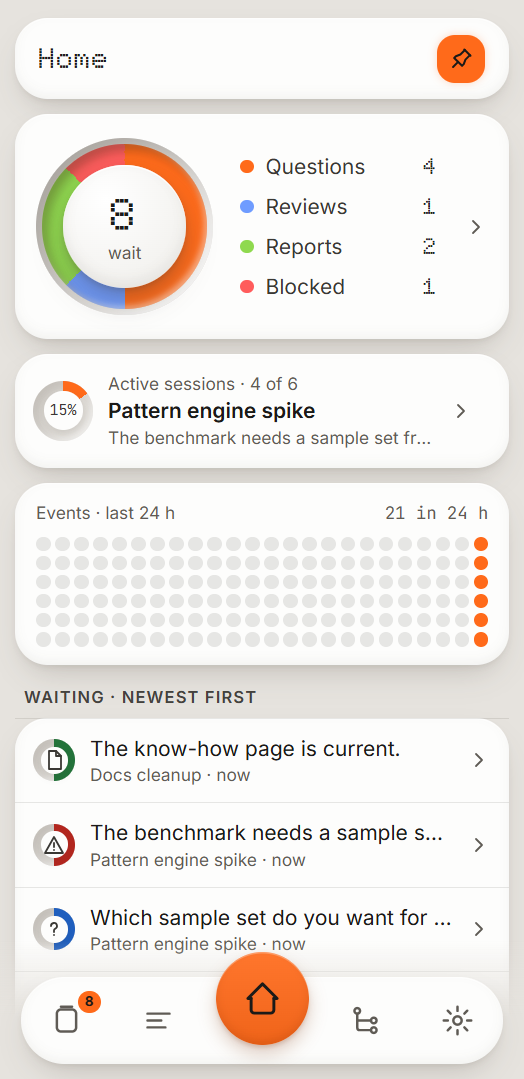 Home
8
wait
Questions 4
Reviews 1
Reports 2
Blocked 1
Active sessions · 4 of 6
15%
Pattern engine spike
The benchmark needs a sample set fr...
Events · last 24 h
21 in 24 h
WAITING · NEWEST FIRST
The know-how page is current.
Docs cleanup · now
The benchmark needs a sample s...
Pattern engine spike · now
?
Which sample set do you want for ...
Pattern engine spike · now
8